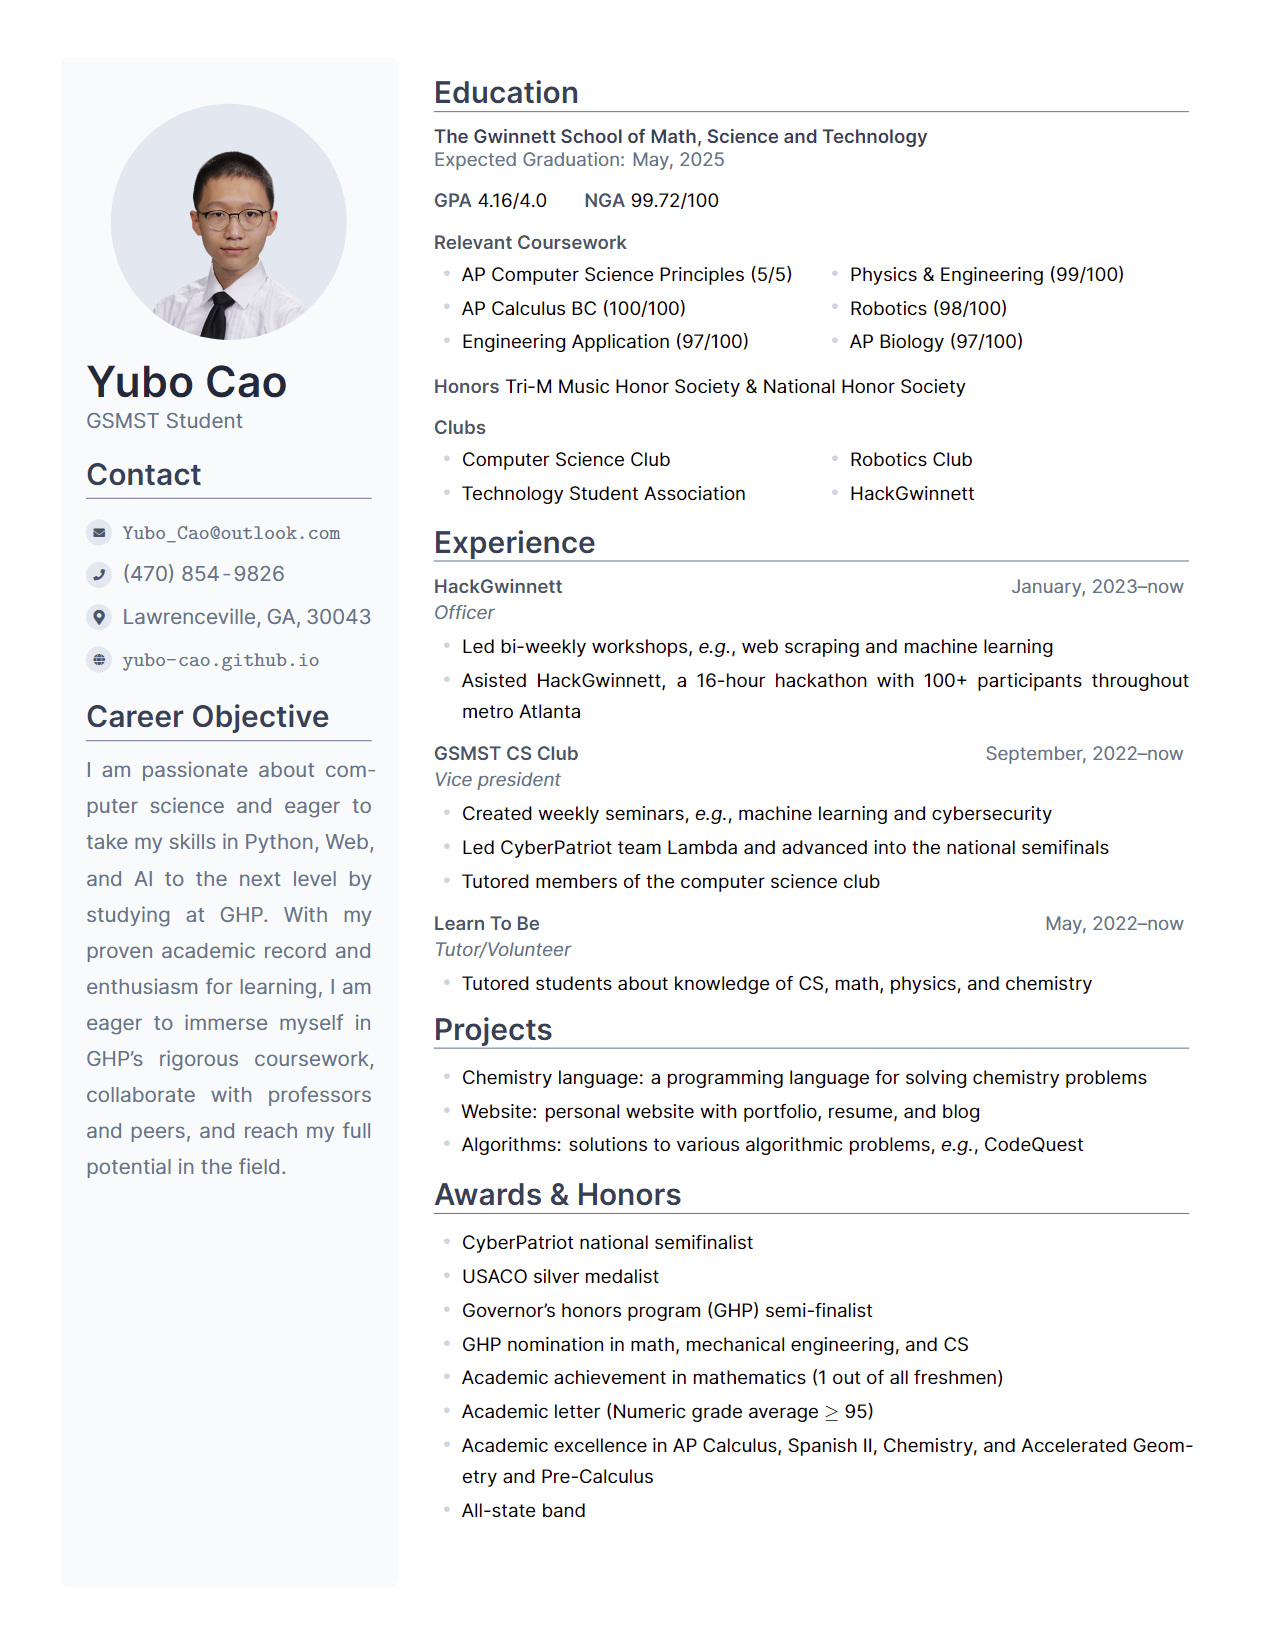 Yubo Cao
GSMST Student
Contact
Yubo_Cao@outlook.com
(470) 854-9826
Lawrenceville, GA, 30043
yubo-cao.github.io
Career Objective
I am passionate about com-
puter science and eager to
take my skills in Python, Web,
and AI to the next level by
studying at GHP. With my
proven academic record and
enthusiasm for learning, I am
eager to immerse myself in
GHP’s rigorous coursework,
collaborate with professors
and peers, and reach my full
potential in the field.
Education
The Gwinnett School of Math, Science and Technology
Expected Graduation: May, 2025
GPA 4.16/4.0 NGA 99.72/100
Relevant Coursework
AP Computer Science Principles (5/5)
AP Calculus BC (100/100)
Engineering Application (97/100)
Physics & Engineering (99/100)
Robotics (98/100)
AP Biology (97/100)
Honors Tri-M Music Honor Society & National Honor Society
Clubs
Computer Science Club
Technology Student Association
Robotics Club
HackGwinnett
Experience
HackGwinnett January, 2023–now
Officer
Led bi-weekly workshops, e.g., web scraping and machine learning
Asisted HackGwinnett, a 16-hour hackathon with 100+ participants throughout
metro Atlanta
GSMST CS Club September, 2022–now
Vice president
Created weekly seminars, e.g., machine learning and cybersecurity
Led CyberPatriot team Lambda and advanced into the national semifinals
Tutored members of the computer science club
Learn To Be May, 2022–now
Tutor/Volunteer
Tutored students about knowledge of CS, math, physics, and chemistry
Projects
Chemistry language: a programming language for solving chemistry problems
Website: personal website with portfolio, resume, and blog
Algorithms: solutions to various algorithmic problems, e.g., CodeQuest
Awards & Honors
CyberPatriot national semifinalist
USACO silver medalist
Governor’s honors program (GHP) semi-finalist
GHP nomination in math, mechanical engineering, and CS
Academic achievement in mathematics (1 out of all freshmen)
Academic letter (Numeric grade average ≥ 95)
Academic excellence in AP Calculus, Spanish II, Chemistry, and Accelerated Geom-
etry and Pre-Calculus
All-state band